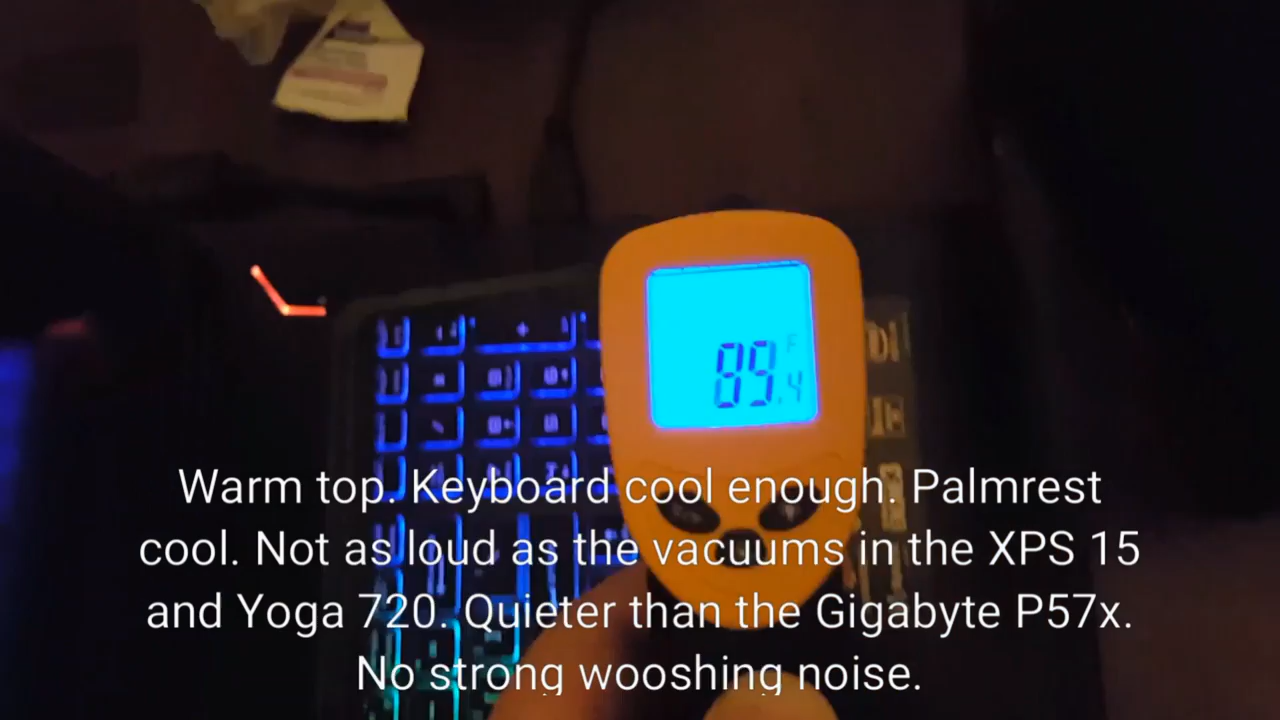 F
89.4
Warm top. Keyboard cool enough. Palmrest
cool. Not as loud as the vacuums in the XPS 15
and Yoga 720. Quieter than the Gigabyte P57x.
No strong wooshing noise.